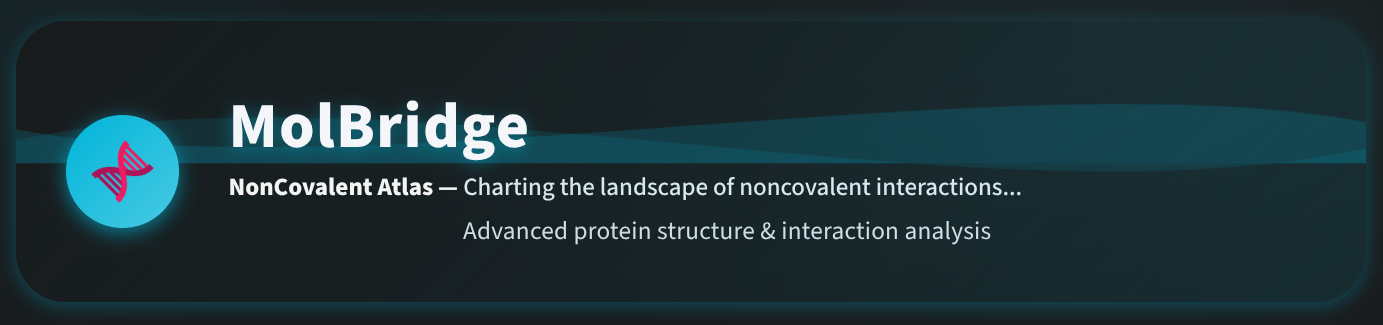 MolBridge
NonCovalent Atlas — Charting the landscape of noncovalent interactions...
Advanced protein structure & interaction analysis